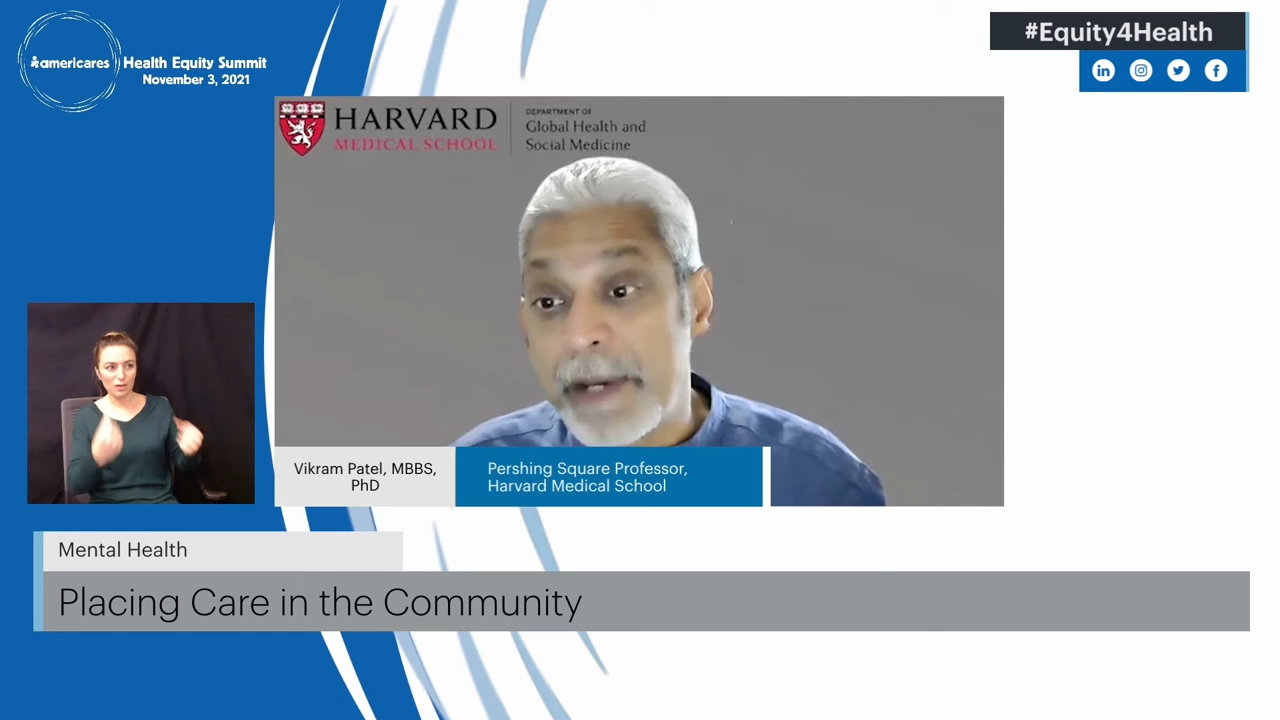 americares
Health Equity Summit
November 3, 2021
#Equity4Health
in
HARVARD
MEDICAL SCHOOL
DEPARTMENT OF
Global Health and
Social Medicine
Vikram Patel, MBBS,
PhD
Pershing Square Professor,
Harvard Medical School
Mental Health
Placing Care in the Community